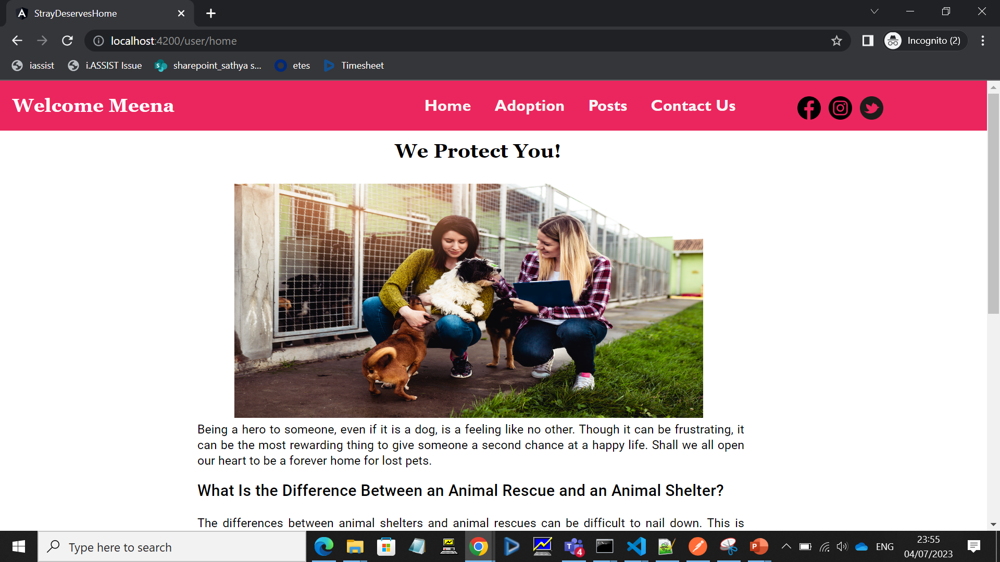 StrayDeservesHome
localhost:4200/user/home
Incognito (2)
iassist
i.ASSIST Issue
sharepoint_sathya s...
etes
Timesheet
Welcome Meena
Home
Adoption
Posts
Contact Us
We Protect You!
Being a hero to someone, even if it is a dog, is a feeling like no other. Though it can be frustrating, it
can be the most rewarding thing to give someone a second chance at a happy life. Shall we all open
our heart to be a forever home for lost pets.
What Is the Difference Between an Animal Rescue and an Animal Shelter?
The differences between animal shelters and animal rescues can be difficult to nail down. This is
Type here to search
4
ENG
23:55
04/07/2023